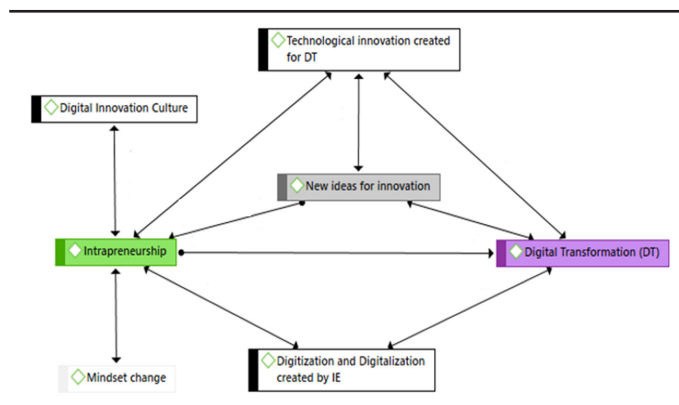 Technological innovation created
for DT
Digital Innovation Culture
New ideas for innovation
Intrapreneurship
Digital Transformation (DT)
Digitization and Digitalization
created by IE
Mindset change